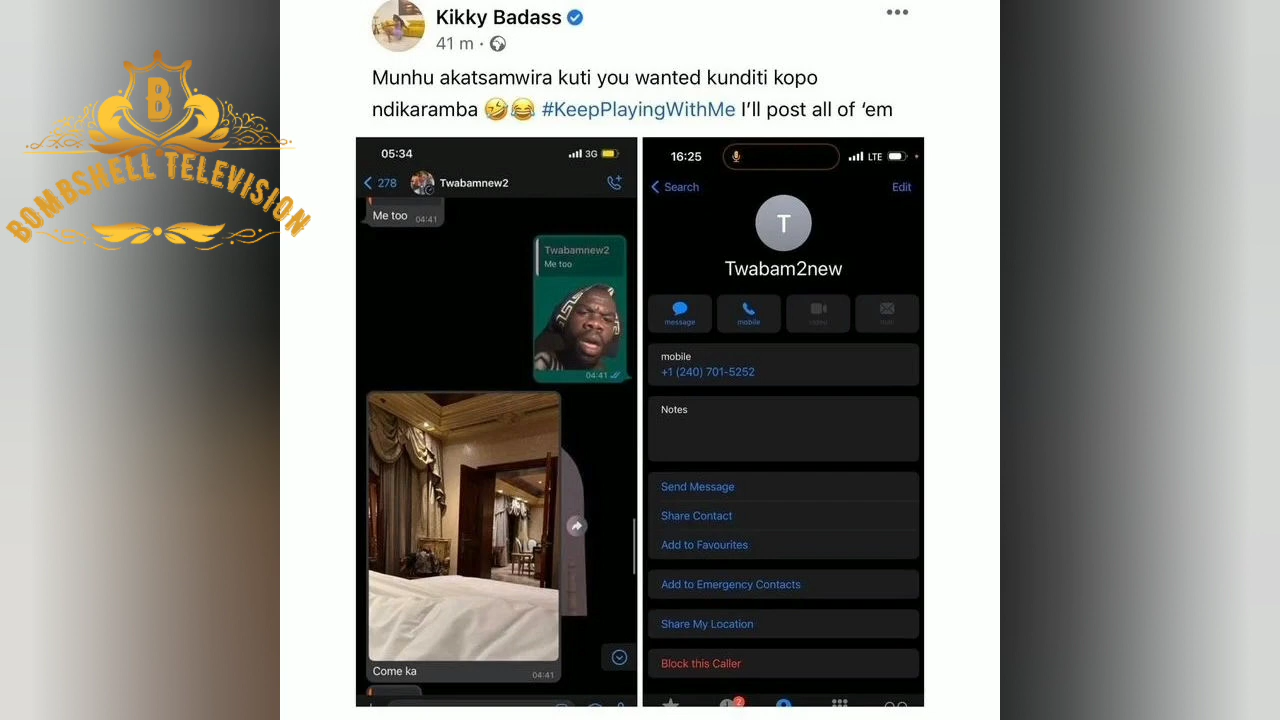 B
BOMBSHELL TELEVISION
Kikky Badass
41 m ·
Munhu akatsamwira kuti you wanted kunditi kopo
ndikaramba 🤣😂 #KeepPlayingWithMe I’ll post all of ‘em
05:34
3G
278
Twabamnew2
Me too
04:41
Twabamnew2
Me too
04:41
Come ka
04:41
16:25
LTE
Search
Edit
T
Twabam2new
message
mobile
video
mail
mobile
+1 (240) 701-5252
Notes
Send Message
Share Contact
Add to Favourites
Add to Emergency Contacts
Share My Location
Block this Caller
2